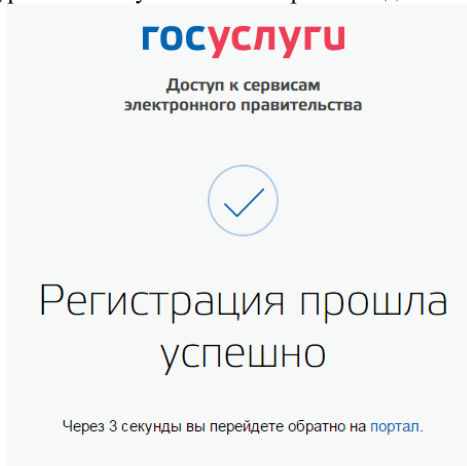 госуслуги
Доступ к сервисам
электронного правительства
Регистрация прошла
успешно
Через 3 секунды вы перейдете обратно на портал.